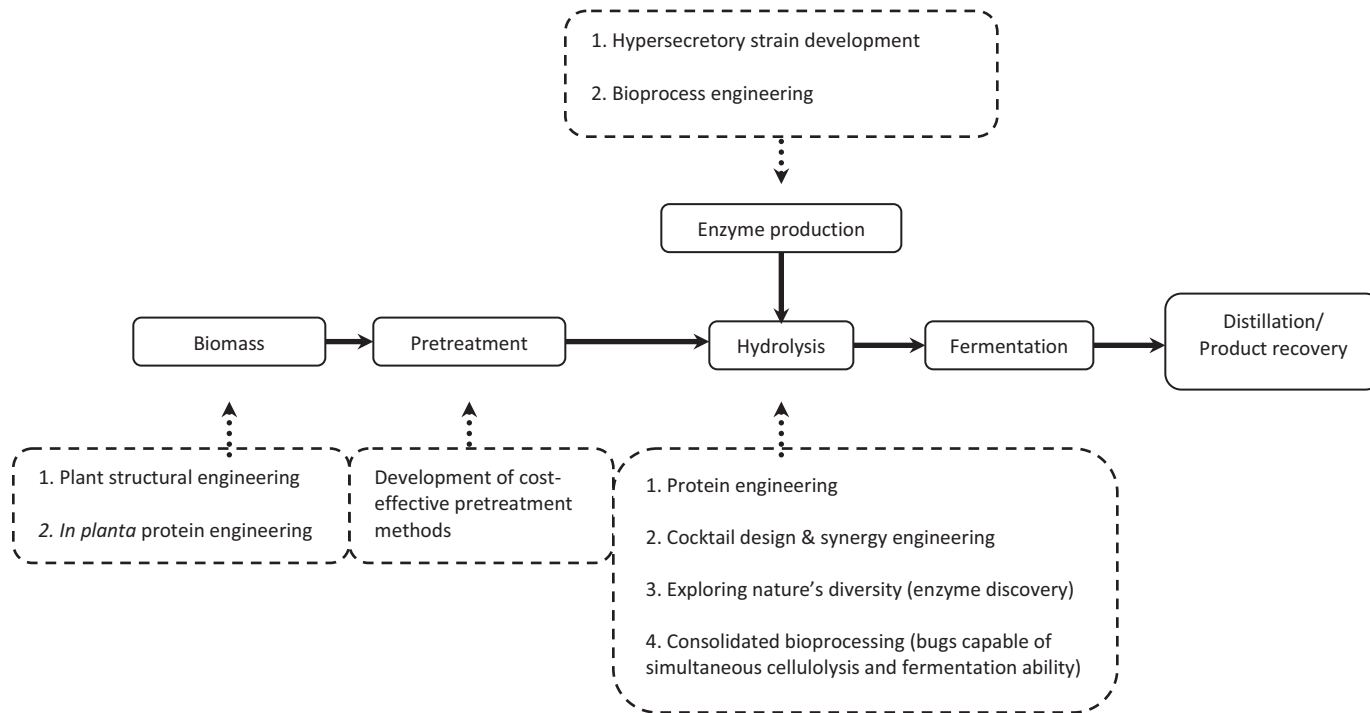 1. Hypersecretory strain development
2. Bioprocess engineering
Enzyme production
Biomass
Pretreatment
Hydrolysis
Fermentation
Distillation/
Product recovery
1. Plant structural engineering
2. In planta protein engineering
Development of cost-
effective pretreatment
methods
1. Protein engineering
2. Cocktail design & synergy engineering
3. Exploring nature’s diversity (enzyme discovery)
4. Consolidated bioprocessing (bugs capable of
simultaneous cellulolysis and fermentation ability)